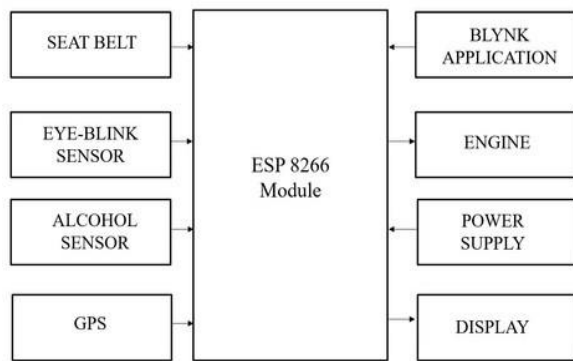 SEAT BELT
EYE-BLINK
SENSOR
ALCOHOL
SENSOR
GPS
ESP 8266
Module
BLYNK
APPLICATION
ENGINE
POWER
SUPPLY
DISPLAY